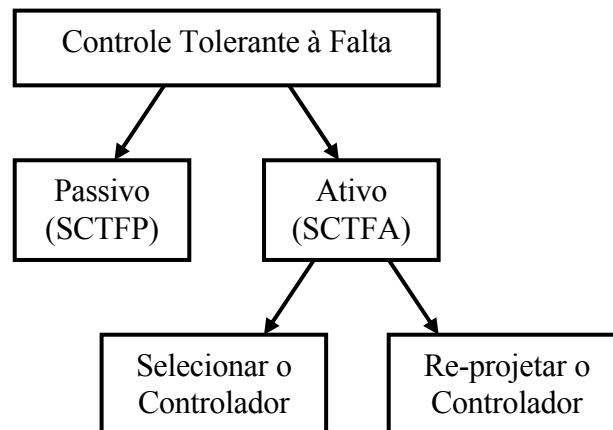 Controle Tolerante à Falta
Passivo
(SCTFP)
Ativo
(SCTFA)
Selecionar o
Controlador
Re-projetar o
Controlador